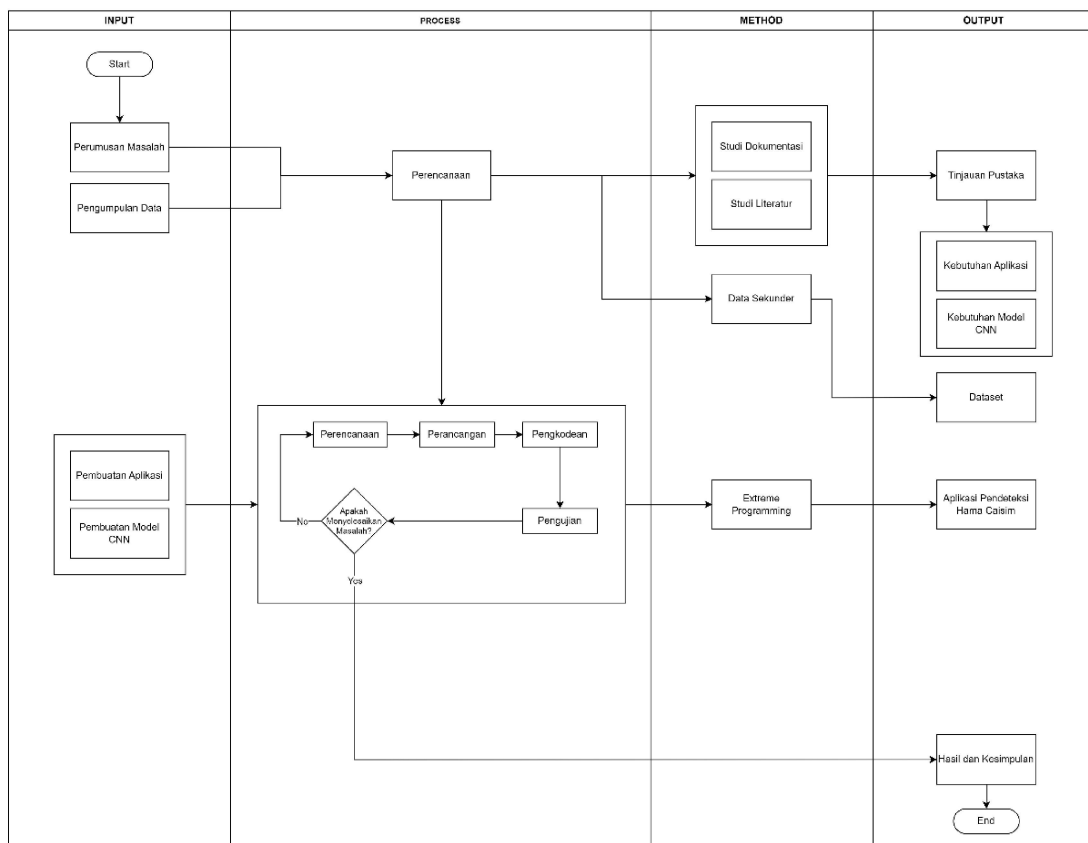 INPUT
PROCESS
METHOD
OUTPUT
Start
Perumusan Masalah
Pengumpulan Data
Perencanaan
Studi Dokumentasi
Studi Literatur
Tinjauan Pustaka
Kebutuhan Aplikasi
Kebutuhan Model
CNN
Data Sekunder
Dataset
Pembuatan Aplikasi
Pembuatan Model
CNN
Perencanaan
Perancangan
Pengkodean
Pengujian
Apakah
Menyelesaikan
Masalah?
No
Yes
Extreme
Programming
Aplikasi Pendeteksi
Hama Caisim
Hasil dan Kesimpulan
End